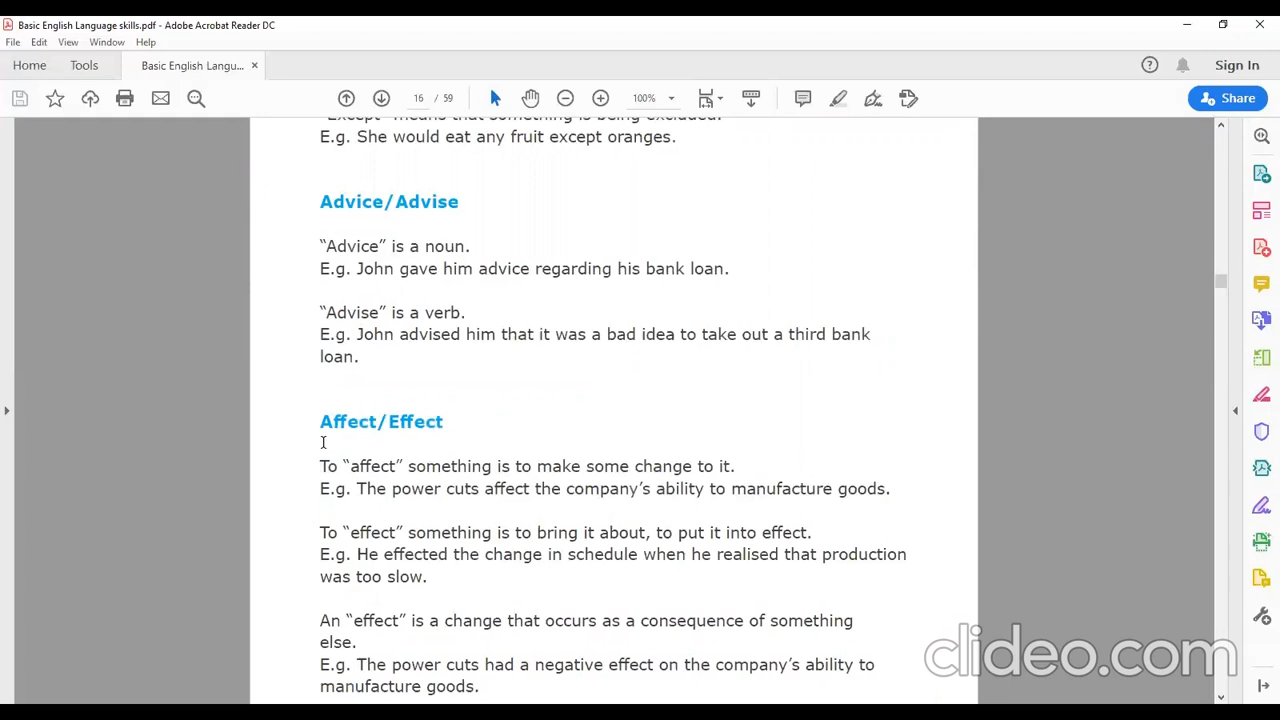 Basic English Language skills.pdf - Adobe Acrobat Reader DC
File Edit View Window Help
Home Tools Basic English Langu... × Sign In
16 / 59 100% Share
"Except" means that something is being excluded.
E.g. She would eat any fruit except oranges.
Advice/Advise
“Advice” is a noun.
E.g. John gave him advice regarding his bank loan.
“Advise” is a verb.
E.g. John advised him that it was a bad idea to take out a third bank
loan.
Affect/Effect
To “affect” something is to make some change to it.
E.g. The power cuts affect the company’s ability to manufacture goods.
To “effect” something is to bring it about, to put it into effect.
E.g. He effected the change in schedule when he realised that production
was too slow.
An “effect” is a change that occurs as a consequence of something
else.
E.g. The power cuts had a negative effect on the company’s ability to
manufacture goods.
clideo.com